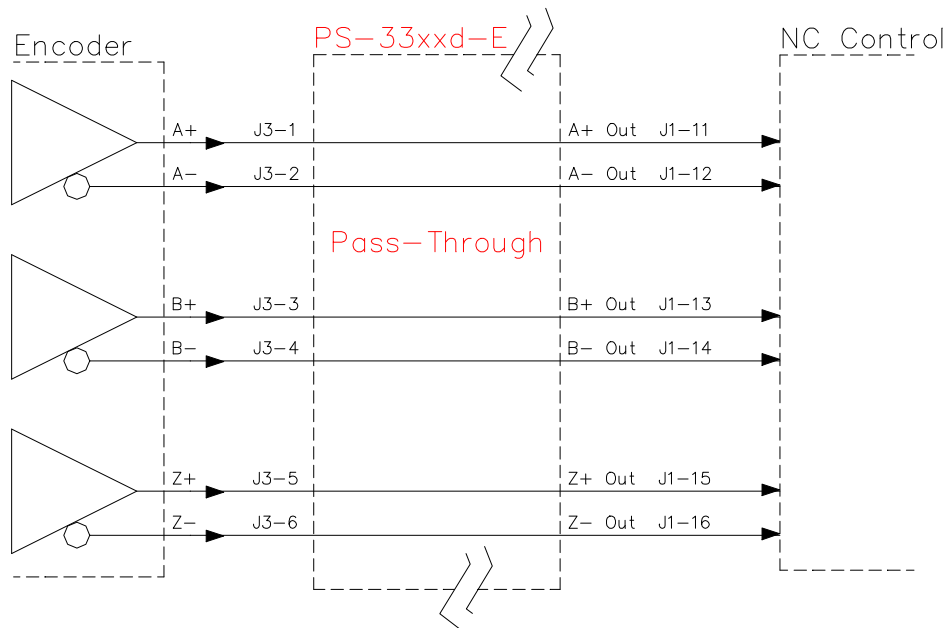 Encoder
PS-33xxd-E
NC Control
A+ J3-1 A+ Out J1-11
A- J3-2 A- Out J1-12
Pass-Through
B+ J3-3 B+ Out J1-13
B- J3-4 B- Out J1-14
Z+ J3-5 Z+ Out J1-15
Z- J3-6 Z- Out J1-16